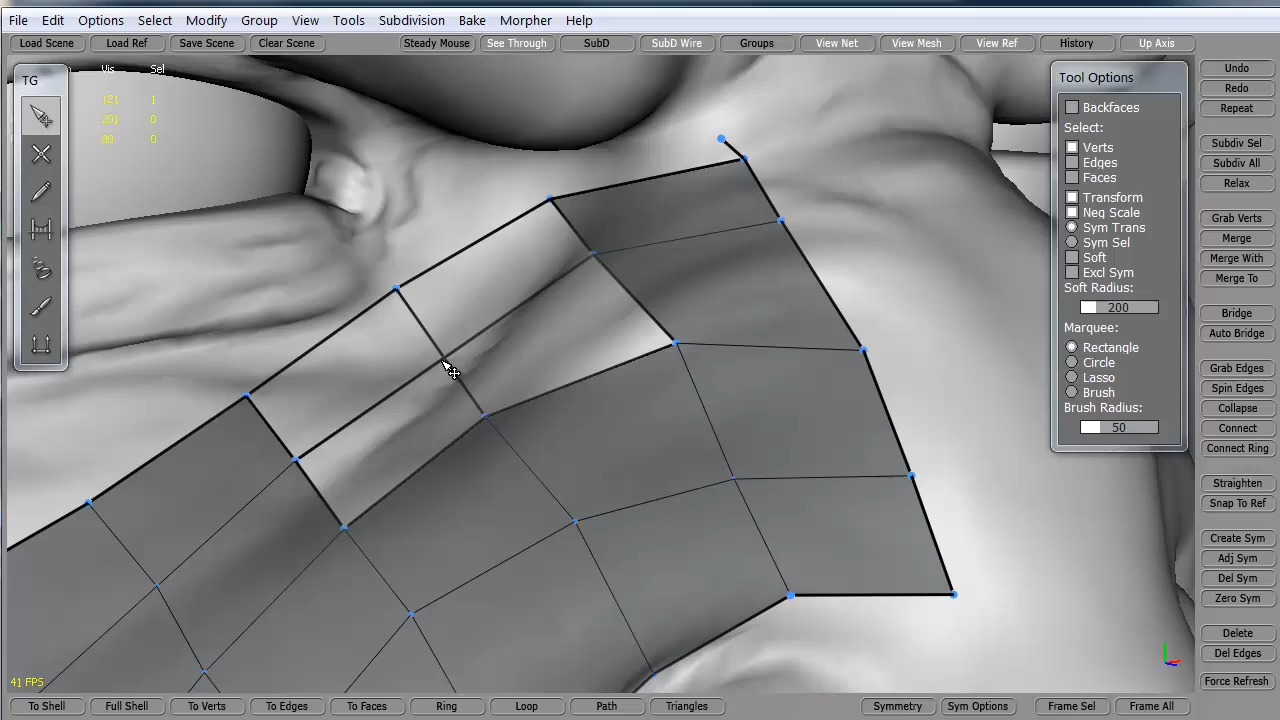 File Edit Options Select Modify Group View Tools Subdivision Bake Morpher Help
Load Scene Load Ref Save Scene Clear Scene Steady Mouse See Through SubD SubD Wire Groups View Net View Mesh View Ref History Up Axis
TG
Vis Sel
121 1
201 0
80 0
Tool Options
Backfaces
Select:
Verts
Edges
Faces
Transform
Neg Scale
Sym Trans
Sym Sel
Soft
Excl Sym
Soft Radius:
200
Marquee:
Rectangle
Circle
Lasso
Brush
Brush Radius:
50
Undo
Redo
Repeat
Subdiv Sel
Subdiv All
Relax
Grab Verts
Merge
Merge With
Merge To
Bridge
Auto Bridge
Grab Edges
Spin Edges
Collapse
Connect
Connect Ring
Straighten
Snap To Ref
Create Sym
Adj Sym
Del Sym
Zero Sym
Delete
Del Edges
Force Refresh
41 FPS
To Shell Full Shell To Verts To Edges To Faces Ring Loop Path Triangles Symmetry Sym Options Frame Sel Frame All